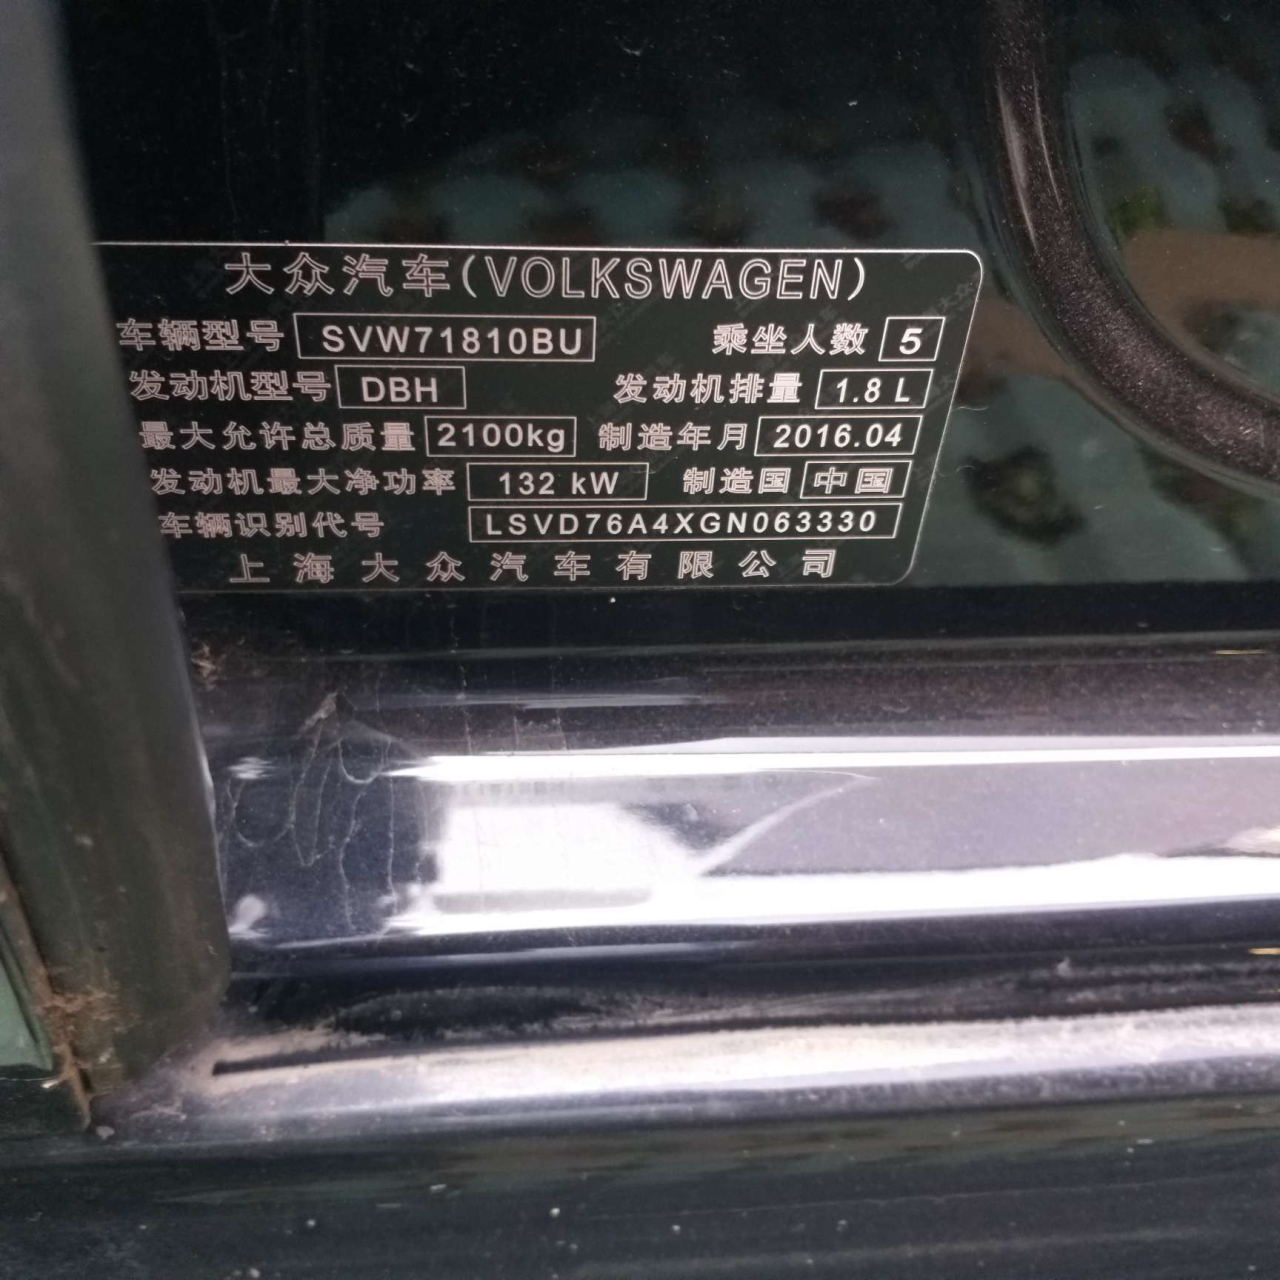 大众汽车(VOLKSWAGEN)
车辆型号 SVW71810BU 乘坐人数 5
发动机型号 DBH 发动机排量 1.8 L
最大允许总质量 2100kg 制造年月 2016.04
发动机最大净功率 132 kW 制造国 中国
车辆识别代号 LSVD76A4XGN063330
上海大众汽车有限公司